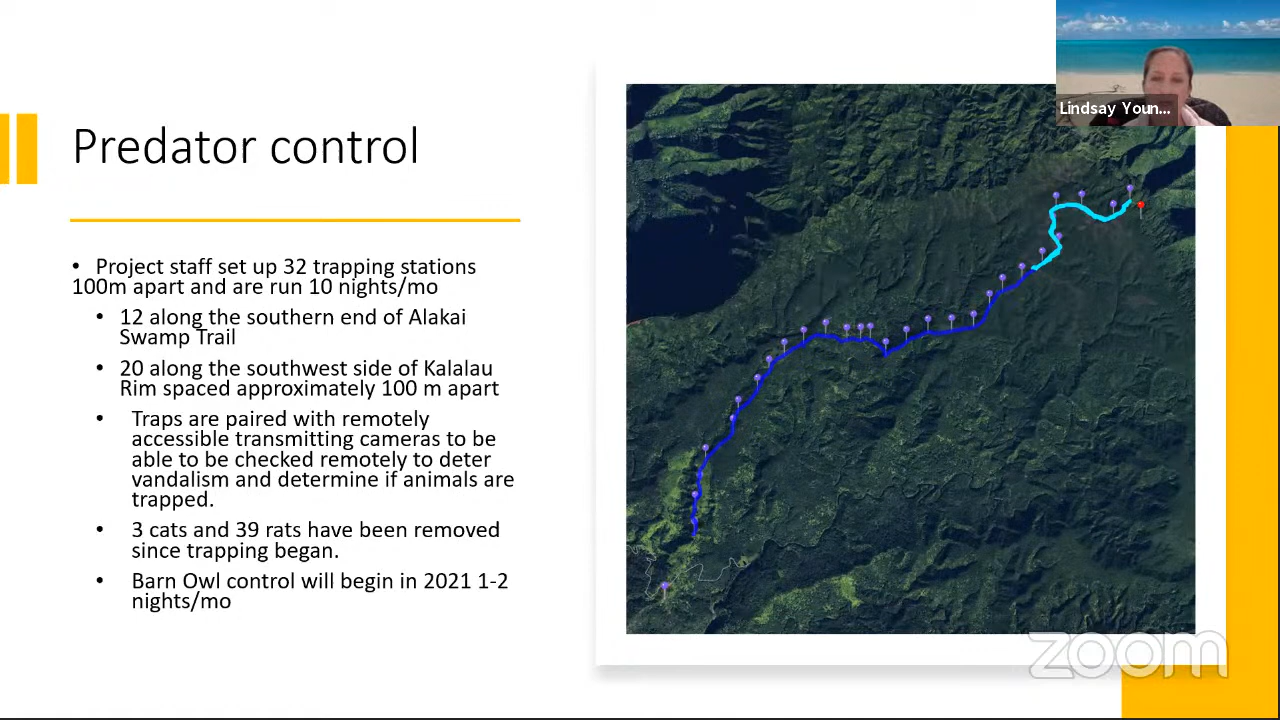 Lindsay Youn...
Predator control
• Project staff set up 32 trapping stations
100m apart and are run 10 nights/mo
• 12 along the southern end of Alakai
Swamp Trail
• 20 along the southwest side of Kalalau
Rim spaced approximately 100 m apart
• Traps are paired with remotely
accessible transmitting cameras to be
able to be checked remotely to deter
vandalism and determine if animals are
trapped.
• 3 cats and 39 rats have been removed
since trapping began.
• Barn Owl control will begin in 2021 1-2
nights/mo
zoom